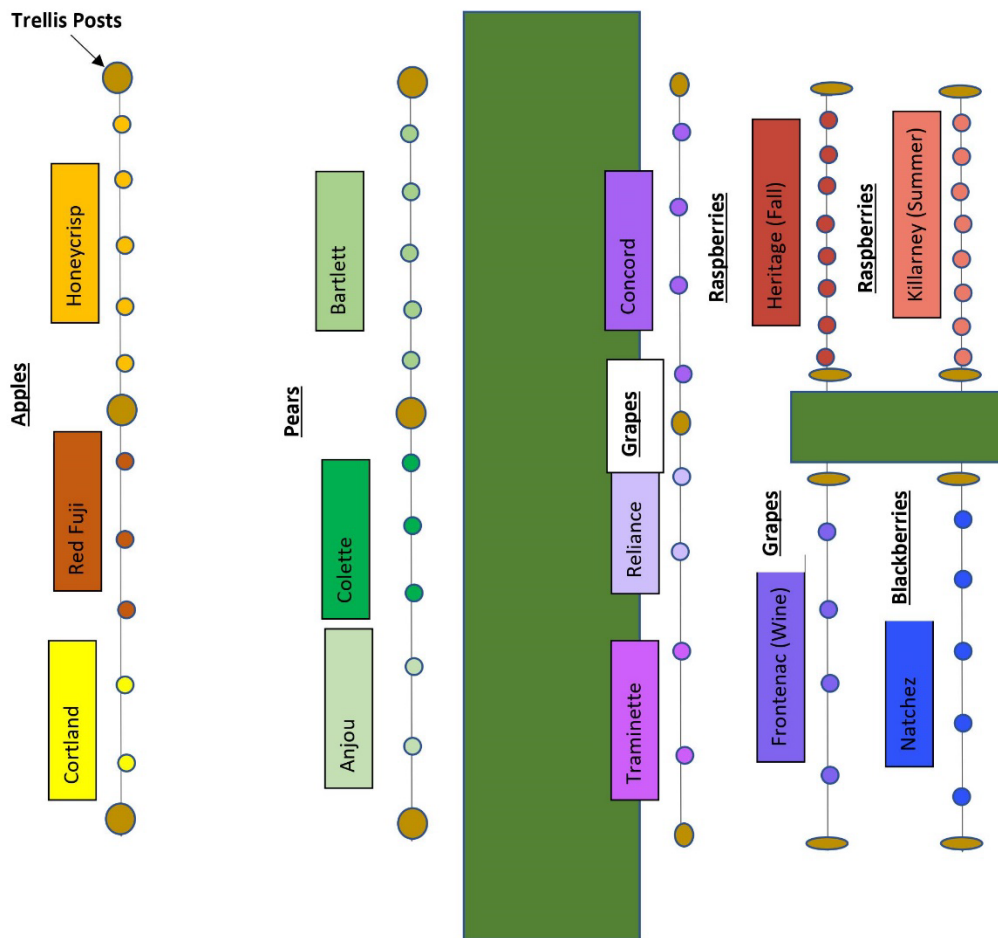 Trellis Posts
Apples
Honeycrisp
Red Fuji
Cortland
Pears
Bartlett
Colette
Anjou
Grapes
Concord
Reliance
Traminette
Raspberries
Heritage (Fall)
Grapes
Frontenac (Wine)
Raspberries
Killarney (Summer)
Blackberries
Natchez